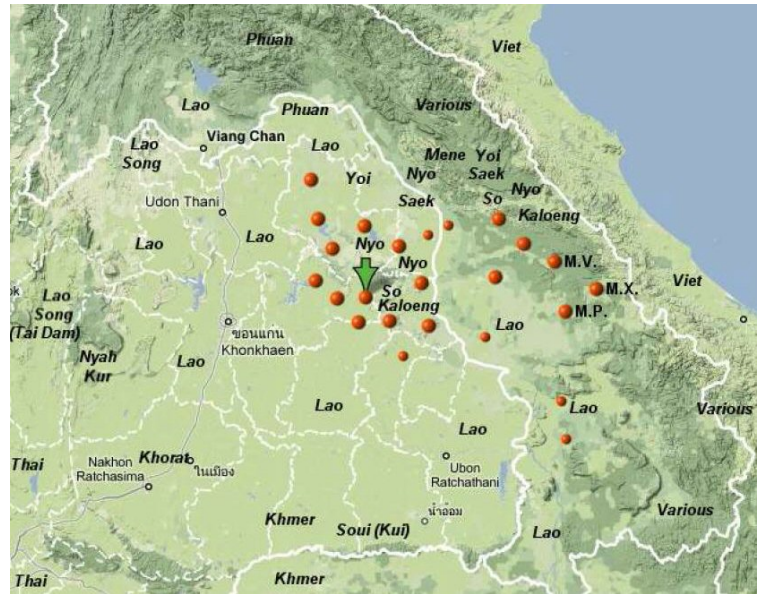 Phuan
Viet
Lao
Phuan
Various
Viang Chan
Lao
Lao
Song
Mene
Yoi
Nyo
Saek
Yoi
Nyo
Saek
So
Kaloeng
Udon Thani
Lao
Lao
Nyo
Nyo
M.V.
Viet
M.X.
Lao
Song
(Tai Dam)
So
Kaloeng
M.P.
Lao
ขอนแก่น
Khonkhaen
Nyah
Kur
Lao
Lao
Lao
Various
Lao
Thai
Khorat
Nakhon
Ratchasima
ในเมือง
Ubon
Ratchathani
Khmer
Soui (Kui)
น้ำอ้อม
Various
Lao
Thai
Khmer